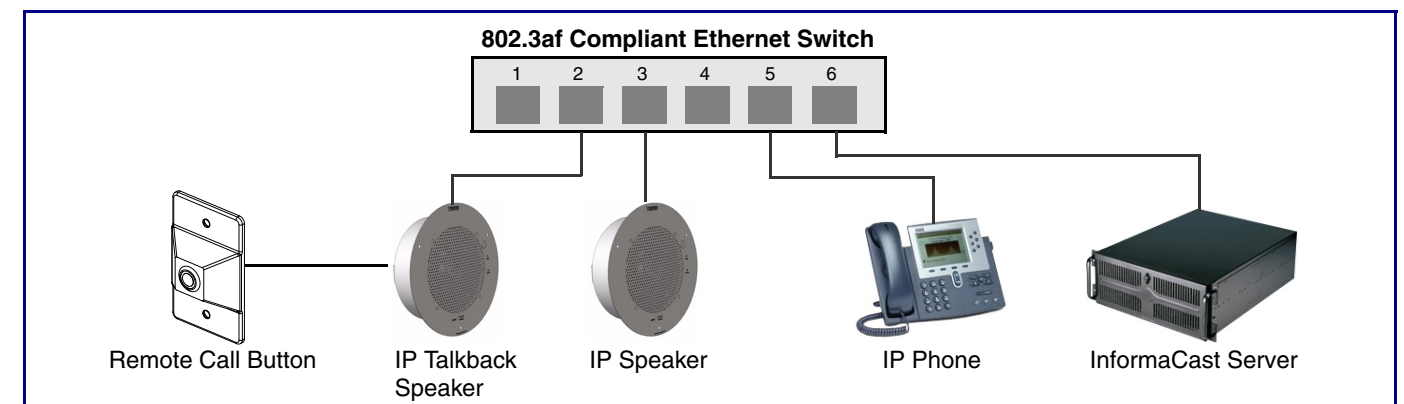 802.3af Compliant Ethernet Switch
1 2 3 4 5 6
Remote Call Button
IP Talkback
Speaker
IP Speaker
IP Phone
InformaCast Server